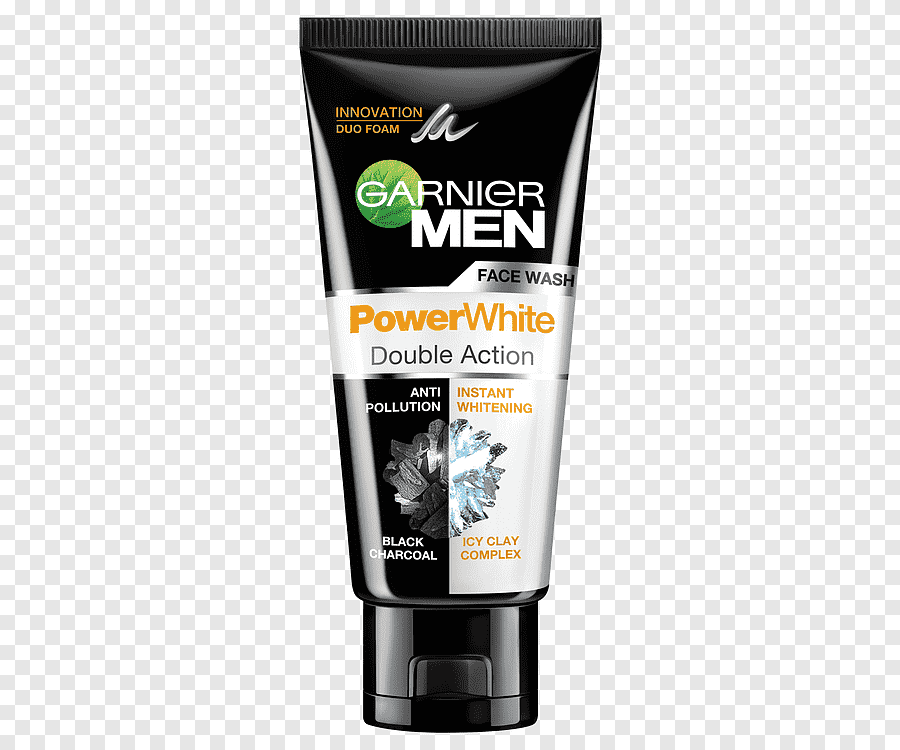 INNOVATION
DUO FOAM
GARNIER
MEN
FACE WASH
PowerWhite
Double Action
ANTI
POLLUTION
INSTANT
WHITENING
BLACK
CHARCOAL
ICY CLAY
COMPLEX